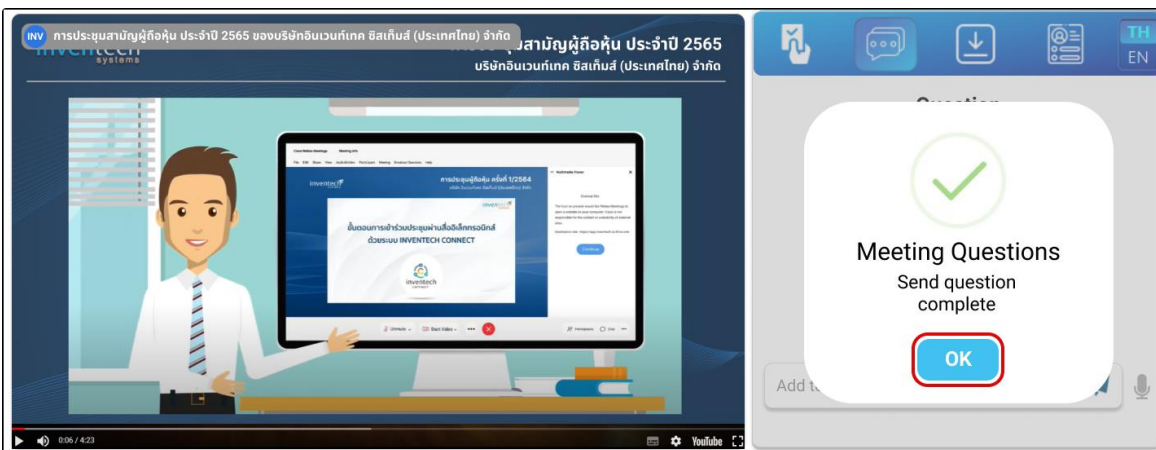 INV การประชุมสามัญผู้ถือหุ้น ประจำปี 2565 ของบริษัทอินเวนท์เทค ซิสเท็มส์ (ประเทศไทย) จำกัด
inventech
systems
สามัญผู้ถือหุ้น ประจำปี 2565
บริษัทอินเวนท์เทค ซิสเท็มส์ (ประเทศไทย) จำกัด
inventech
การประชุมผู้ถือหุ้น ครั้งที่ 1/2564
inventech
ขั้นตอนการเข้าร่วมประชุมผ่านสื่ออิเล็กทรอนิกส์
ด้วยระบบ INVENTECH CONNECT
inventech
CONNECT
Multimedia Viewer
Continue
Unmute
Start Video
Participants
Chat
0:06 / 4:23
YouTube
TH
EN
Question
Meeting Questions
Send question
complete
OK
Add t